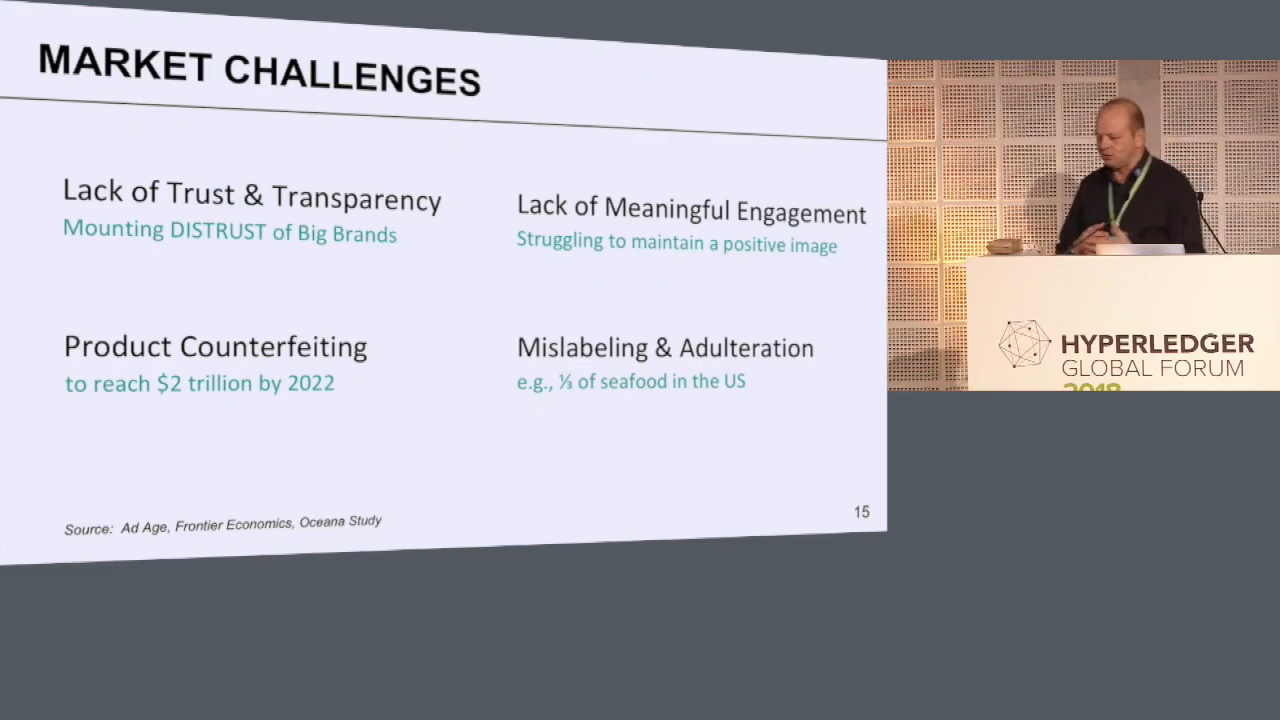 MARKET CHALLENGES
Lack of Trust & Transparency
Mounting DISTRUST of Big Brands
Lack of Meaningful Engagement
Struggling to maintain a positive image
Product Counterfeiting
to reach $2 trillion by 2022
Mislabeling & Adulteration
e.g., ⅓ of seafood in the US
Source: Ad Age, Frontier Economics, Oceana Study
15
HYPERLEDGER
GLOBAL FORUM
2018